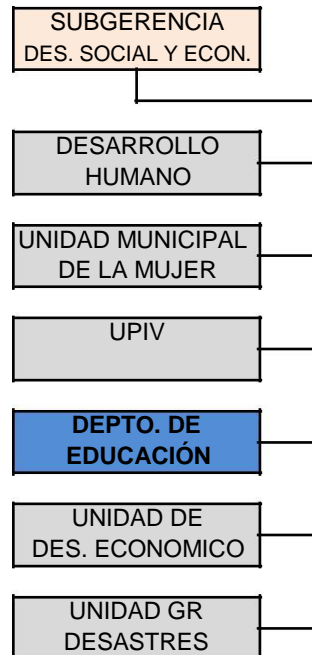 SUBGERENCIA
DES. SOCIAL Y ECON.
DESARROLLO
HUMANO
UNIDAD MUNICIPAL
DE LA MUJER
UPIV
DEPTO. DE
EDUCACIÓN
UNIDAD DE
DES. ECONOMICO
UNIDAD GR
DESASTRES